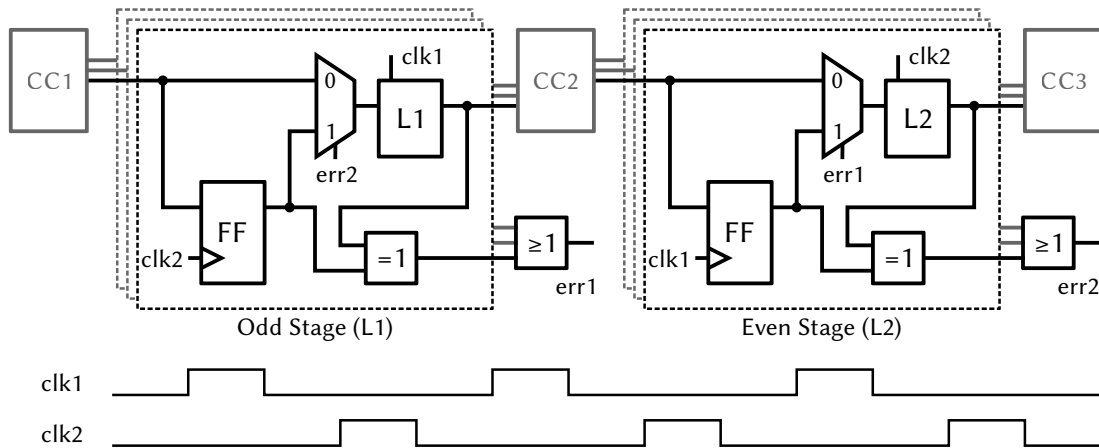 CC1
0
1
err2
clk1
L1
FF
clk2
=1
≥1
err1
Odd Stage (L1)
CC2
0
1
err1
clk2
L2
FF
clk1
=1
≥1
err2
Even Stage (L2)
CC3
clk1
clk2